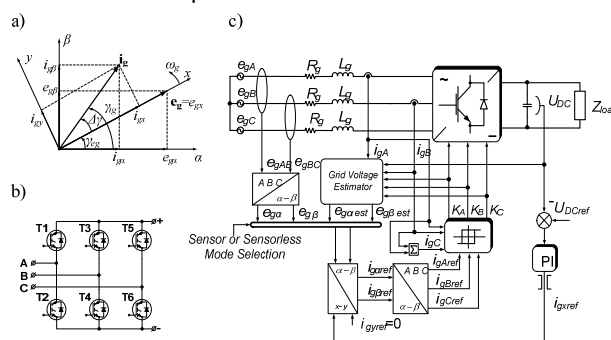 a)
y
β
i_gβ
e_gβ
i_gy
i_g
ω_g
x
e_g=e_gx
i_gx
γ_ig
Δγ
γ_eg
i_gα
e_gα
α
b)
T1 T3 T5
+
A
B
C
T2 T4 T6
-
c)
e_gA
e_gB
e_gC
R_g L_g
R_g L_g
R_g L_g
~
–
U_DC
Z_loa
e_gAB e_gBC
i_gA i_gB
A B C
α–β
Grid Voltage
Estimator
e_gα e_gβ
e_gα est e_gβ est
K_A K_B K_C
Sensor or Sensorless
Mode Selection
Σ
i_gC
-U_DCref
PI
α–β
x–y
i_gαref
i_gβref
A B C
α–β
i_gAref
i_gBref
i_gCref
i_gyref=0
i_gxref